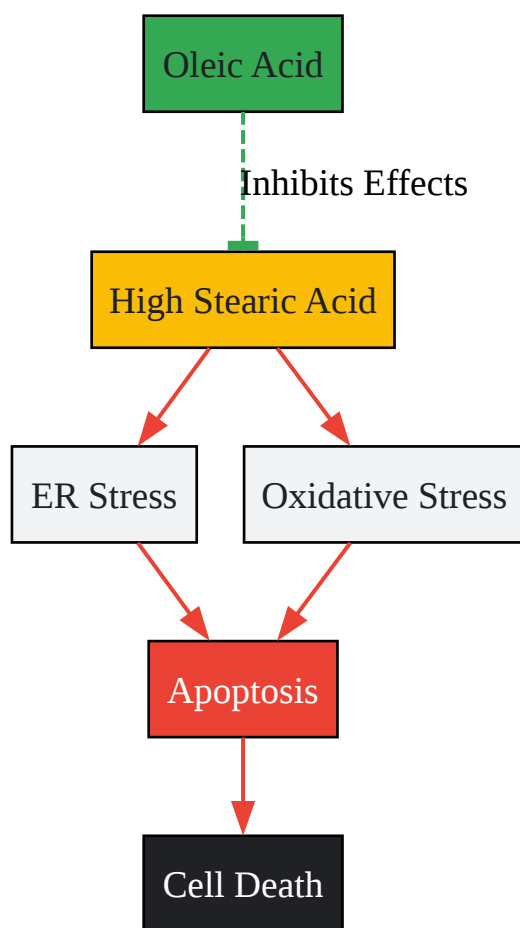 Oleic Acid
Inhibits Effects
High Stearic Acid
ER Stress
Oxidative Stress
Apoptosis
Cell Death